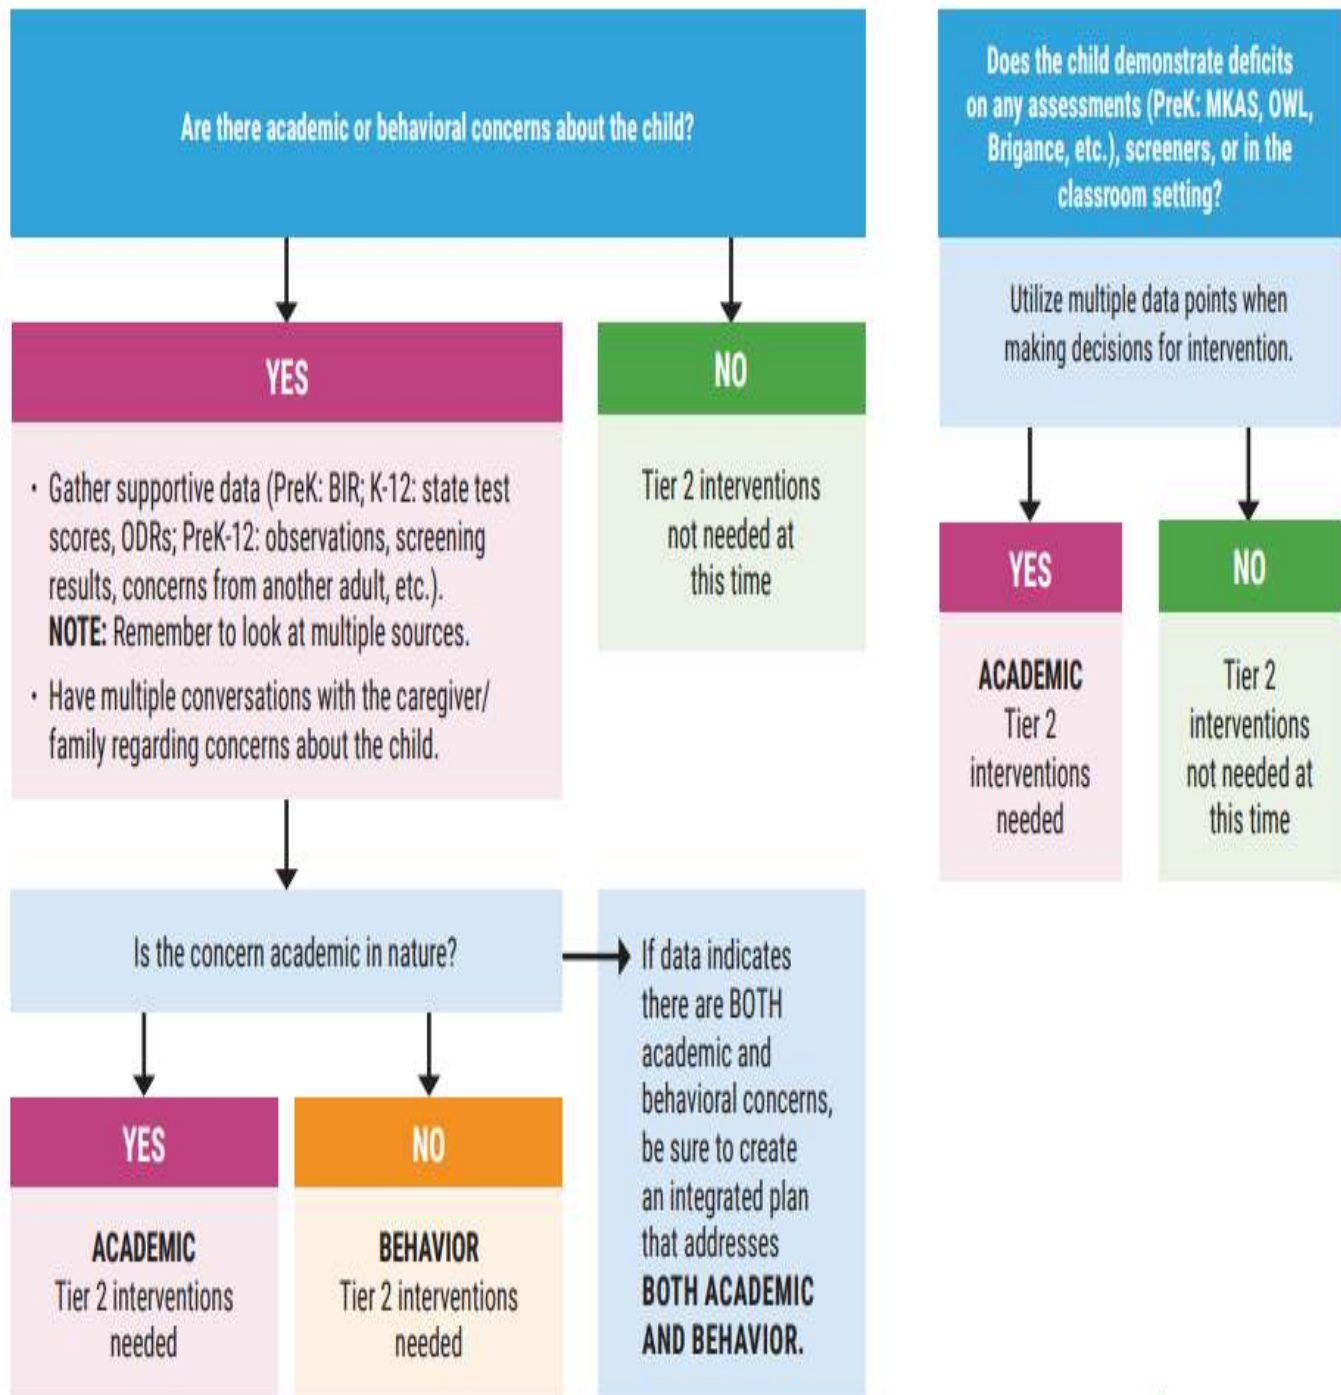 Are there academic or behavioral concerns about the child?
YES
• Gather supportive data (PreK: BIR; K-12: state test
scores, ODRs; PreK-12: observations, screening
results, concerns from another adult, etc.).
NOTE: Remember to look at multiple sources.
• Have multiple conversations with the caregiver/
family regarding concerns about the child.
NO
Tier 2 interventions
not needed at
this time
Is the concern academic in nature?
YES
ACADEMIC
Tier 2 interventions
needed
NO
BEHAVIOR
Tier 2 interventions
needed
If data indicates
there are BOTH
academic and
behavioral concerns,
be sure to create
an integrated plan
that addresses
BOTH ACADEMIC
AND BEHAVIOR.
Does the child demonstrate deficits
on any assessments (PreK: MKAS, OWL,
Brigance, etc.), screeners, or in the
classroom setting?
Utilize multiple data points when
making decisions for intervention.
YES
ACADEMIC
Tier 2
interventions
needed
NO
Tier 2
interventions
not needed at
this time